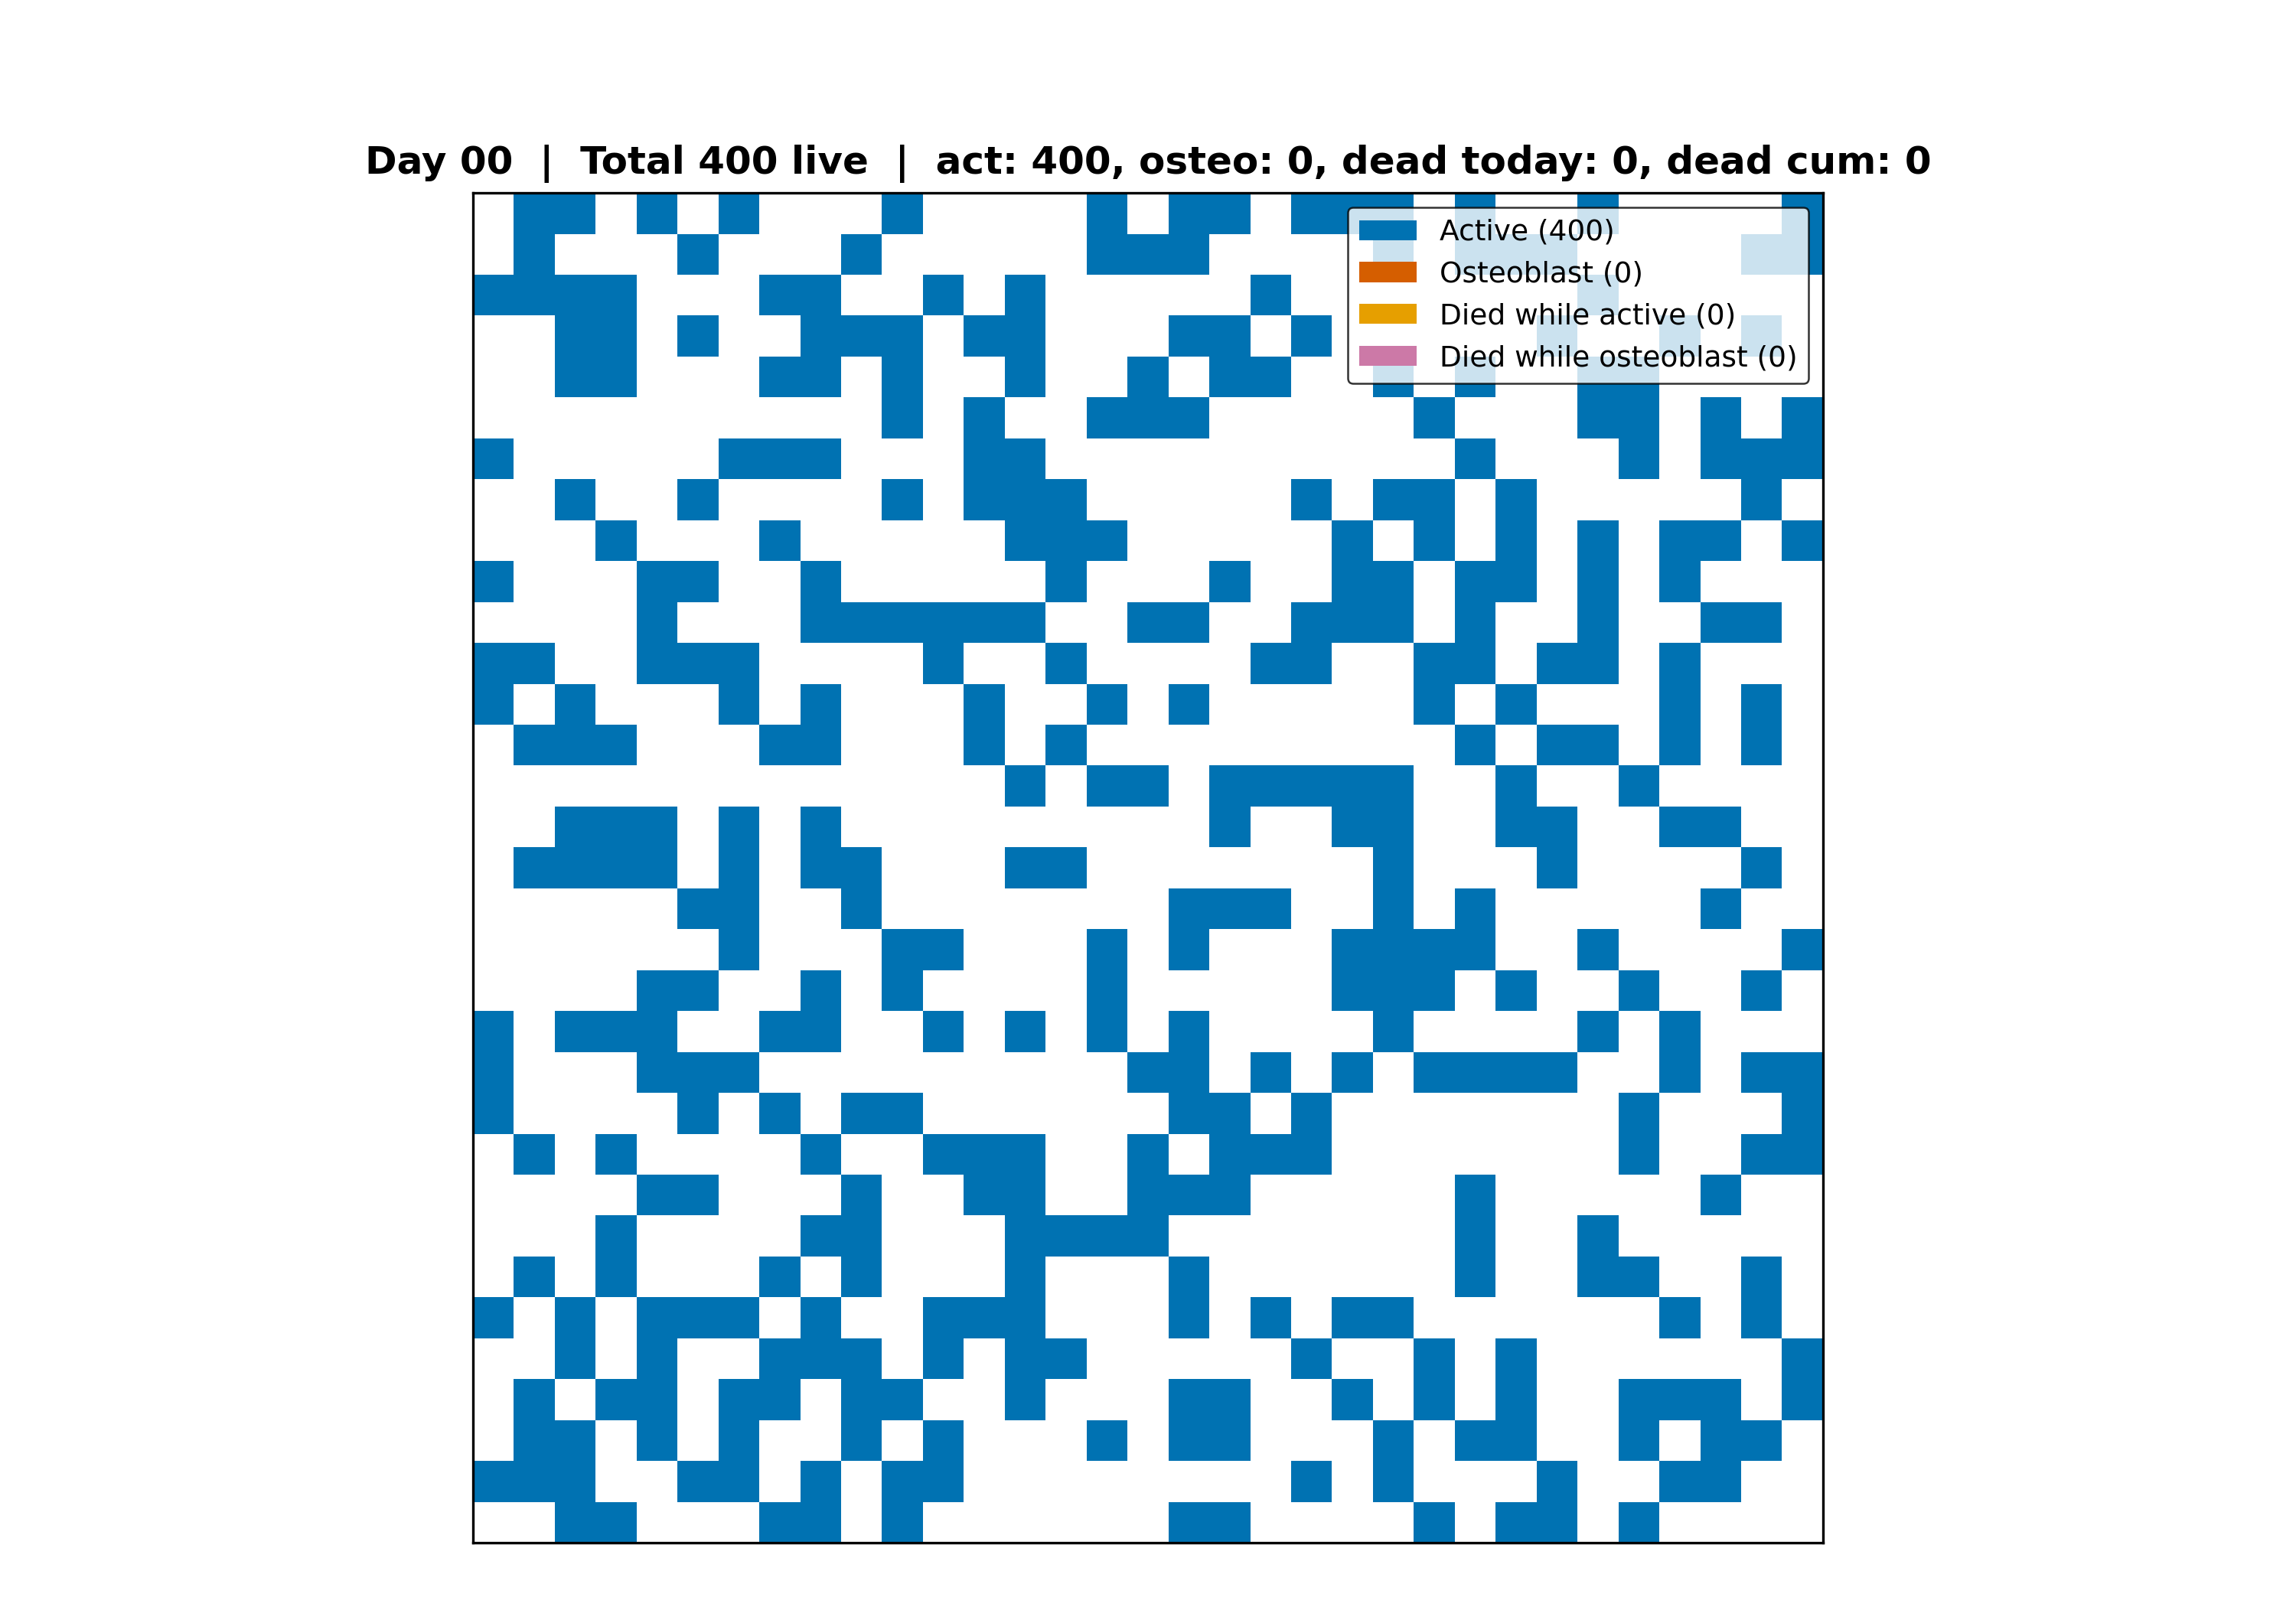 Day 00 | Total 400 live | act: 400, osteo: 0, dead today: 0, dead cum: 0
Active (400)
Osteoblast (0)
Died while active (0)
Died while osteoblast (0)